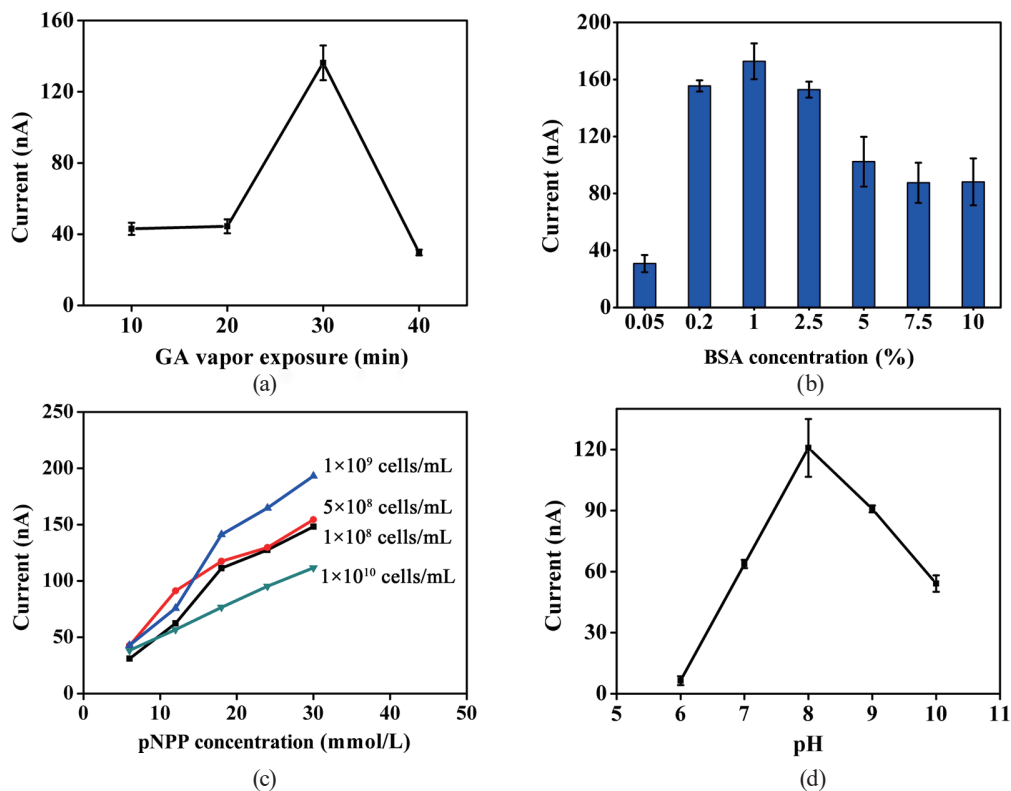 160
120
80
40
0
Current (nA)
10 20 30 40
GA vapor exposure (min)
(a)
200
160
120
80
40
0
Current (nA)
0.05 0.2 1 2.5 5 7.5 10
BSA concentration (%)
(b)
250
200
150
100
50
0
Current (nA)
1×10⁹ cells/mL
5×10⁸ cells/mL
1×10⁸ cells/mL
1×10¹⁰ cells/mL
0 10 20 30 40 50
pNPP concentration (mmol/L)
(c)
120
90
60
30
0
Current (nA)
5 6 7 8 9 10 11
pH
(d)